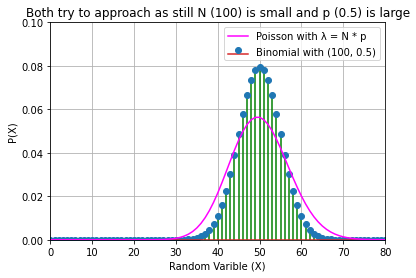 Both try to approach as still N (100) is small and p (0.5) is large
0.10
Poisson with λ = N * p
Binomial with (100, 0.5)
0.08
0.06
P(X)
0.04
0.02
0.00
0 10 20 30 40 50 60 70 80
Random Varible (X)